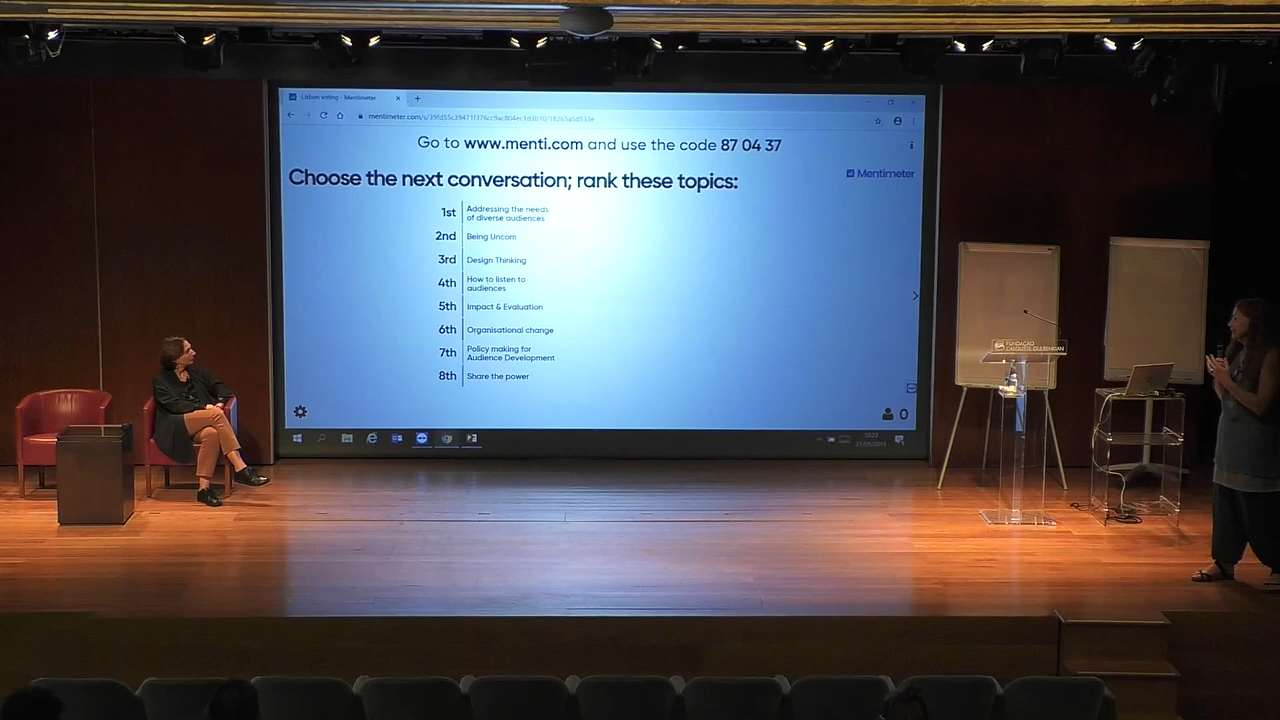 Lisbon voting - Mentimeter
Go to www.menti.com and use the code 87 04 37
Choose the next conversation; rank these topics:
Mentimeter
1st Addressing the needs
of diverse audiences
2nd Being Uncom
3rd Design Thinking
4th How to listen to
audiences
5th Impact & Evaluation
6th Organisational change
7th Policy making for
Audience Development
8th Share the power
0
FUNDAÇÃO
CALOUSTE GULBENKIAN